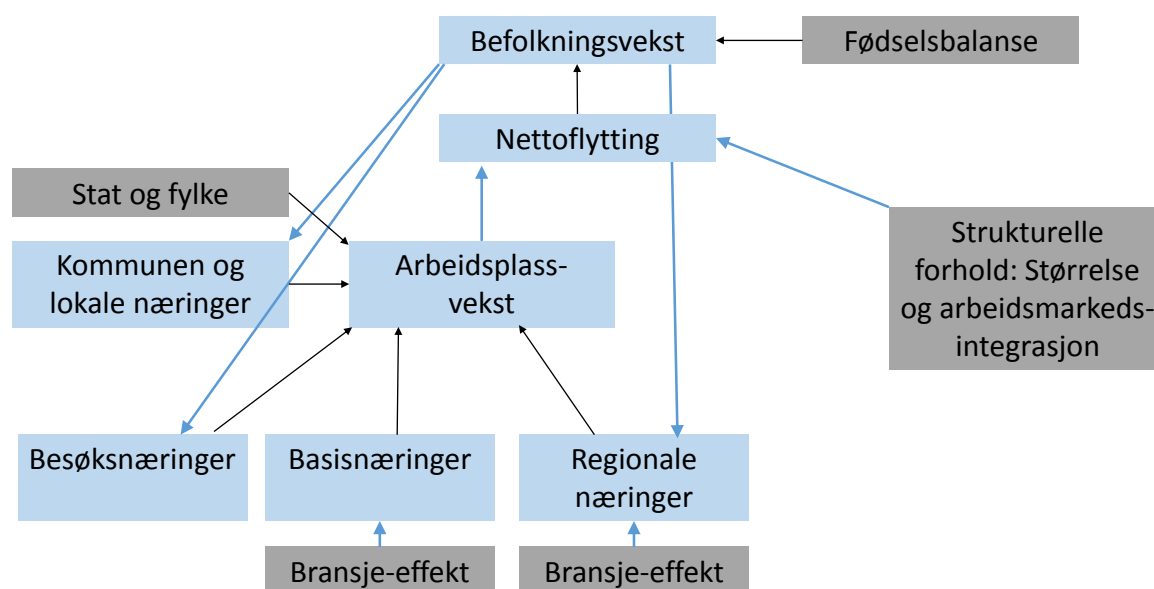 Befolkningsvekst
Fødselsbalanse
Nettoflytting
Stat og fylke
Kommunen og
lokale næringer
Arbeidsplass-
vekst
Strukturelle
forhold: Størrelse
og arbeidsmarkeds-
integrasjon
Besøksnæringer
Basisnæringer
Regionale
næringer
Bransje-effekt
Bransje-effekt